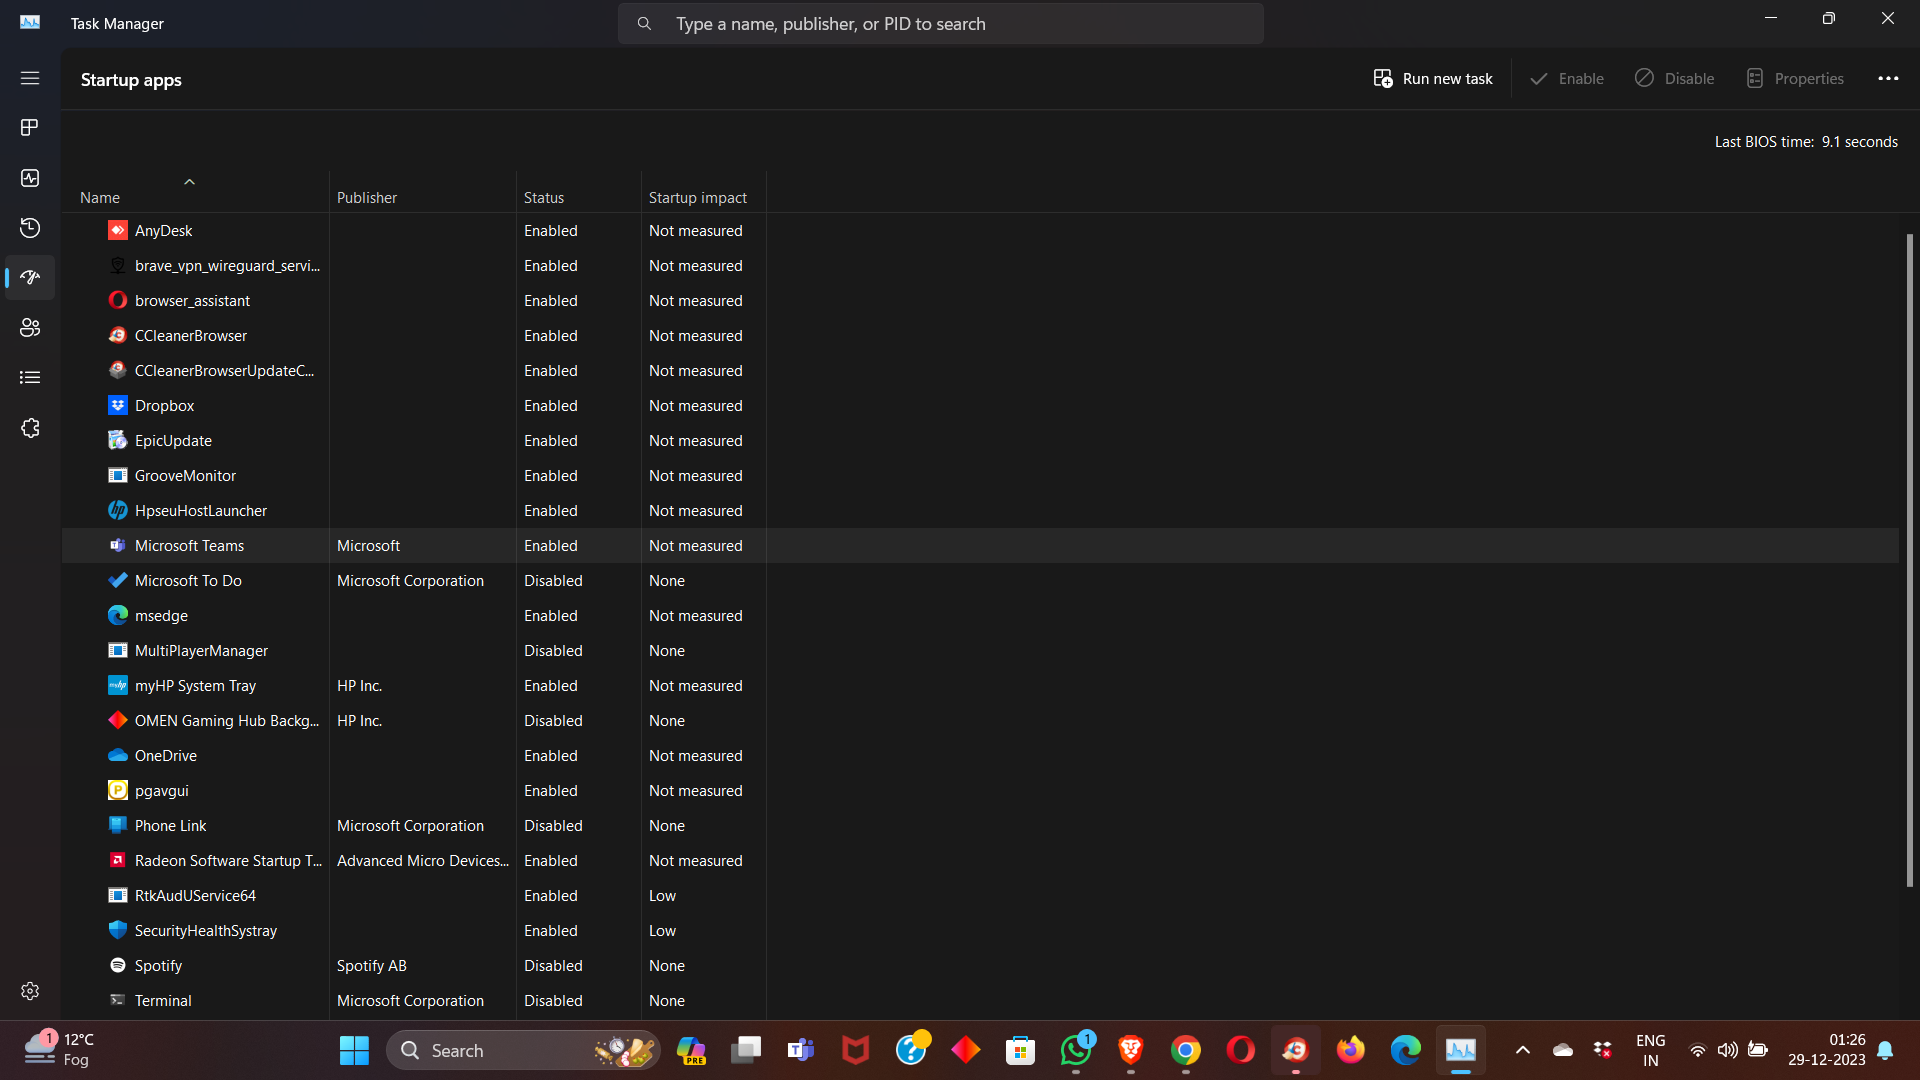 Task Manager
Type a name, publisher, or PID to search
Startup apps
Run new task
Enable
Disable
Properties
Last BIOS time: 9.1 seconds
Name Publisher Status Startup impact
AnyDesk Enabled Not measured
brave_vpn_wireguard_servi... Enabled Not measured
browser_assistant Enabled Not measured
CCleanerBrowser Enabled Not measured
CCleanerBrowserUpdateC... Enabled Not measured
Dropbox Enabled Not measured
EpicUpdate Enabled Not measured
GrooveMonitor Enabled Not measured
HpseuHostLauncher Enabled Not measured
Microsoft Teams Microsoft Enabled Not measured
Microsoft To Do Microsoft Corporation Disabled None
msedge Enabled Not measured
MultiPlayerManager Disabled None
myHP System Tray HP Inc. Enabled Not measured
OMEN Gaming Hub Backg... HP Inc. Disabled None
OneDrive Enabled Not measured
pgavgui Enabled Not measured
Phone Link Microsoft Corporation Disabled None
Radeon Software Startup T... Advanced Micro Devices... Enabled Not measured
RtkAudUService64 Enabled Low
SecurityHealthSystray Enabled Low
Spotify Spotify AB Disabled None
Terminal Microsoft Corporation Disabled None
1 12°C
Fog
Search
PRE
1
ENG
IN
01:26
29-12-2023